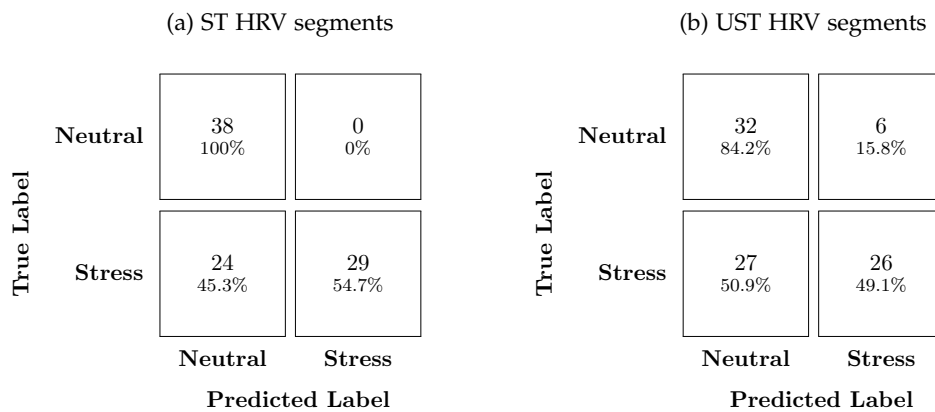 (a) ST HRV segments
Neutral
38
100%
0
0%
True Label
Stress
24
45.3%
29
54.7%
Neutral Stress
Predicted Label
(b) UST HRV segments
Neutral
32
84.2%
6
15.8%
True Label
Stress
27
50.9%
26
49.1%
Neutral Stress
Predicted Label